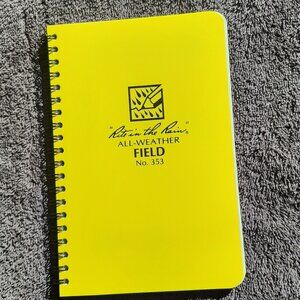 "Rite in the Rain"®
ALL-WEATHER
FIELD
No. 353